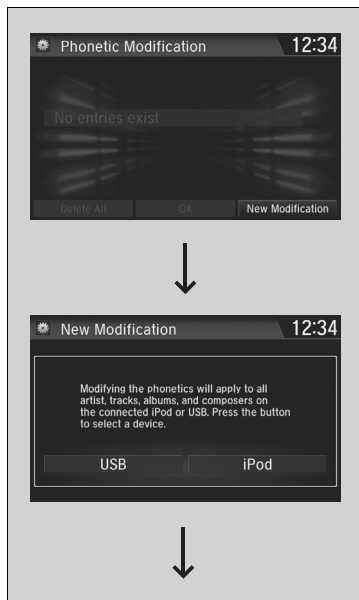 Phonetic Modification 12:34
No entries exist
Delete All OK New Modification
New Modification 12:34
Modifying the phonetics will apply to all
artist, tracks, albums, and composers on
the connected iPod or USB. Press the button
to select a device.
USB iPod